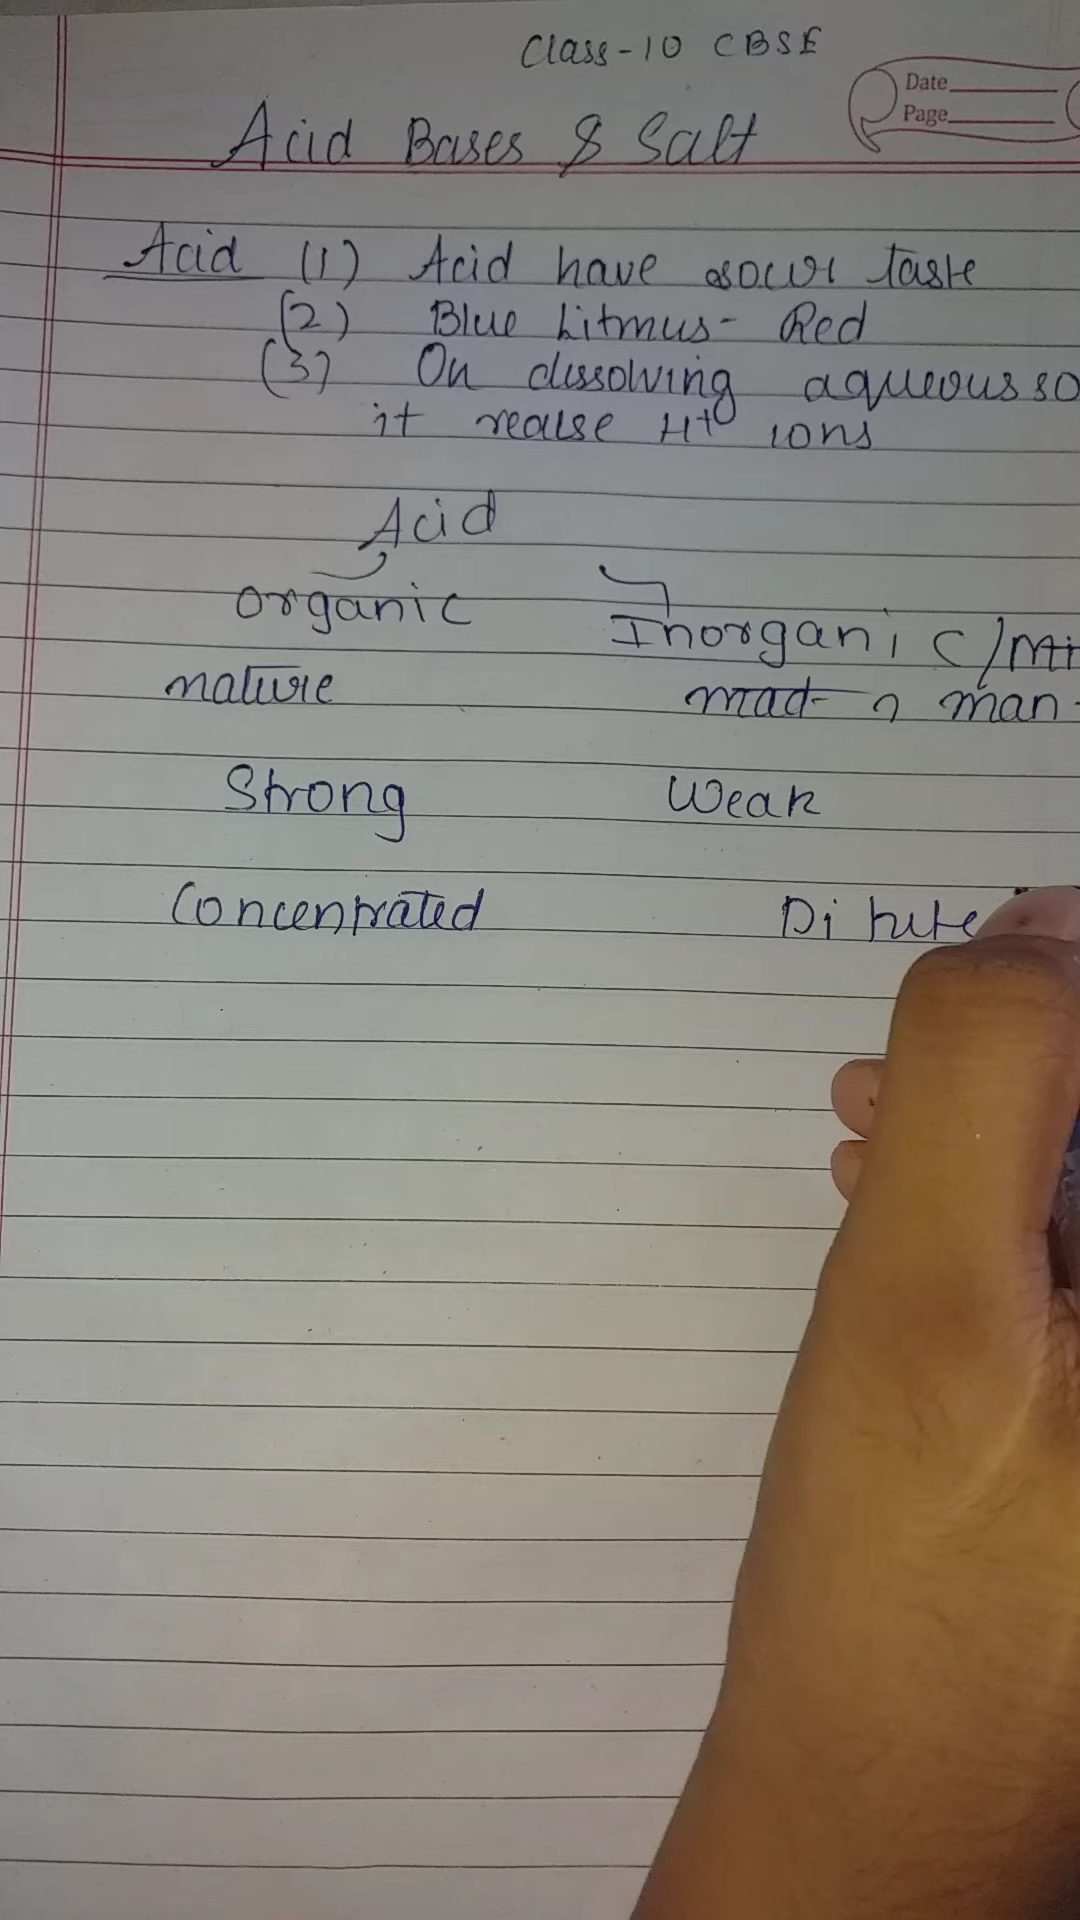 Class-10 CBSE
Date
Page
Acid Bases & Salt
Acid (1) Acid have sour taste
(2) Blue Litmus- Red
(3) On dissolving aqueous so
it realse H+ ions
Acid
organic
Inorganic/Mi
nature
mad- man-
Strong Weak
Concentrated Dilute